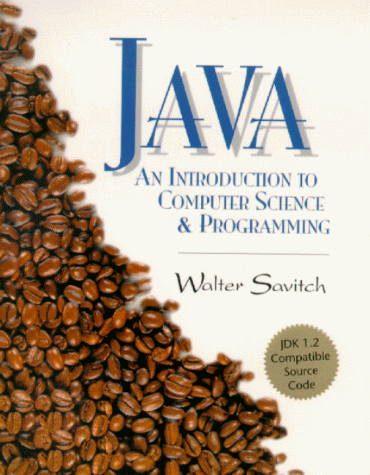 JAVA
AN INTRODUCTION TO
COMPUTER SCIENCE
& PROGRAMMING
Walter Savitch
JDK 1.2
Compatible
Source
Code